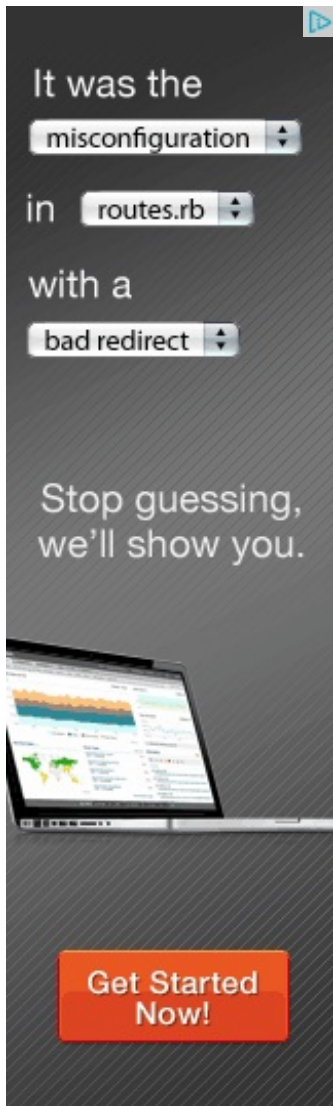 It was the
misconfiguration
in routes.rb
with a
bad redirect
Stop guessing,
we'll show you.
Get Started
Now!